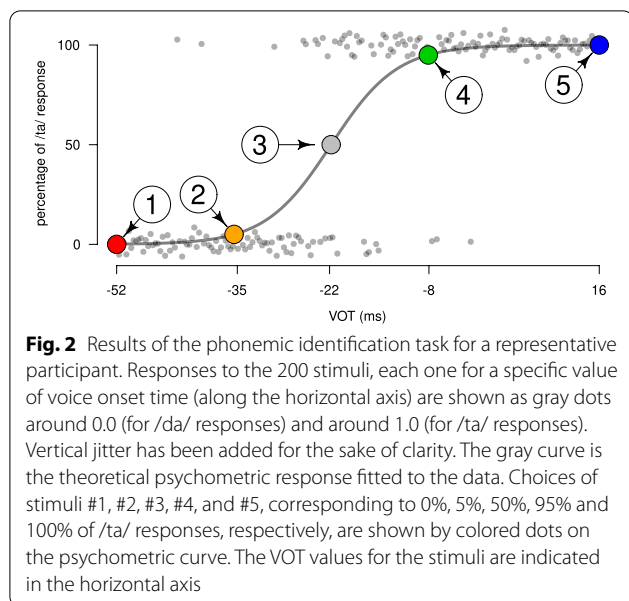 percentage of /ta/ response
100
50
0
1
2
3
4
5
-52 -35 -22 -8 16
VOT (ms)
Fig. 2 Results of the phonemic identification task for a representative
participant. Responses to the 200 stimuli, each one for a specific value
of voice onset time (along the horizontal axis) are shown as gray dots
around 0.0 (for /da/ responses) and around 1.0 (for /ta/ responses).
Vertical jitter has been added for the sake of clarity. The gray curve is
the theoretical psychometric response fitted to the data. Choices of
stimuli #1, #2, #3, #4, and #5, corresponding to 0%, 5%, 50%, 95% and
100% of /ta/ responses, respectively, are shown by colored dots on
the psychometric curve. The VOT values for the stimuli are indicated
in the horizontal axis